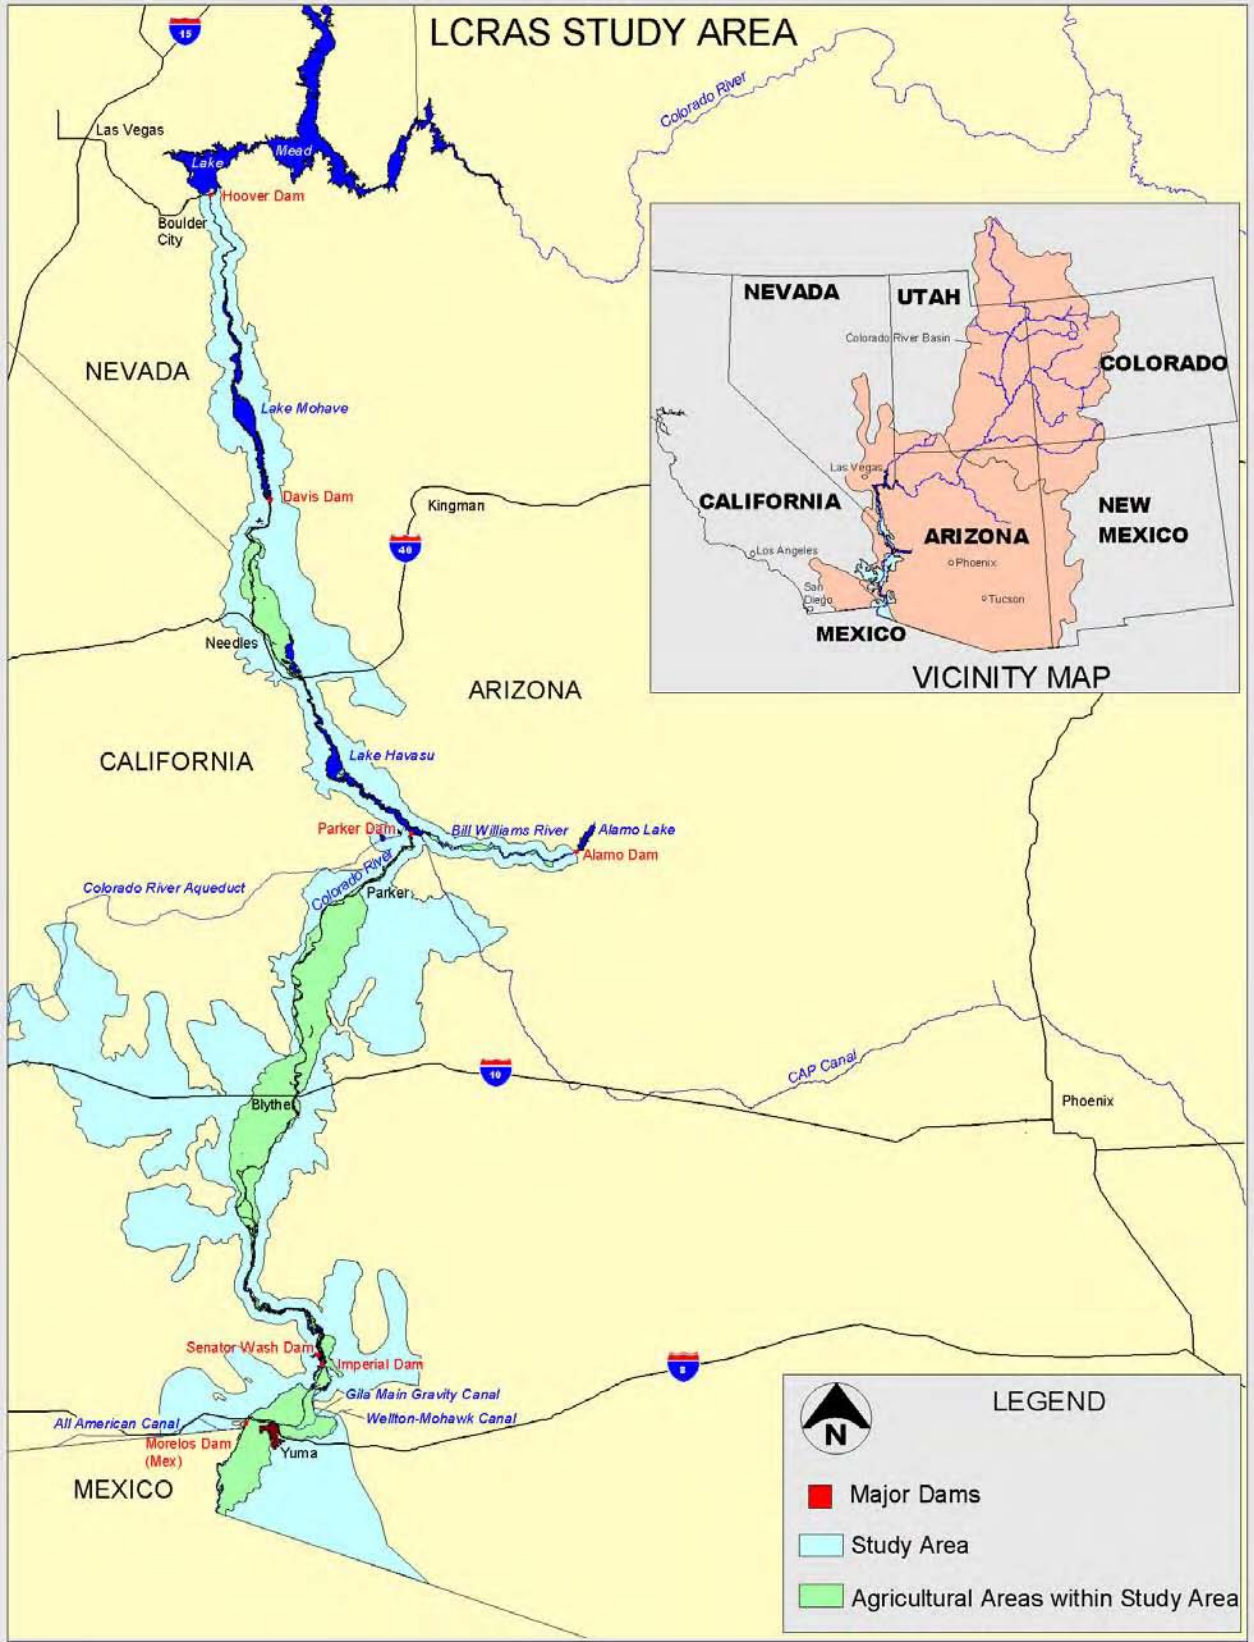 LCRAS STUDY AREA
15
Colorado River
Las Vegas
Lake
Mead
Hoover Dam
Boulder
City
NEVADA
UTAH
Colorado River Basin
COLORADO
NEVADA
Lake Mohave
Las Vegas
Davis Dam
Kingman
CALIFORNIA
NEW
MEXICO
ARIZONA
40
Los Angeles
Phoenix
San
Diego
Tucson
MEXICO
VICINITY MAP
Needles
ARIZONA
CALIFORNIA
Lake Havasu
Parker Dam
Bill Williams River
Alamo Lake
Alamo Dam
Colorado River
Colorado River Aqueduct
Parker
CAP Canal
10
Blythe
Phoenix
Senator Wash Dam
Imperial Dam
8
Gila Main Gravity Canal
All American Canal
Wellton-Mohawk Canal
Morelos Dam
(Mex)
Yuma
MEXICO
LEGEND
N
Major Dams
Study Area
Agricultural Areas within Study Area